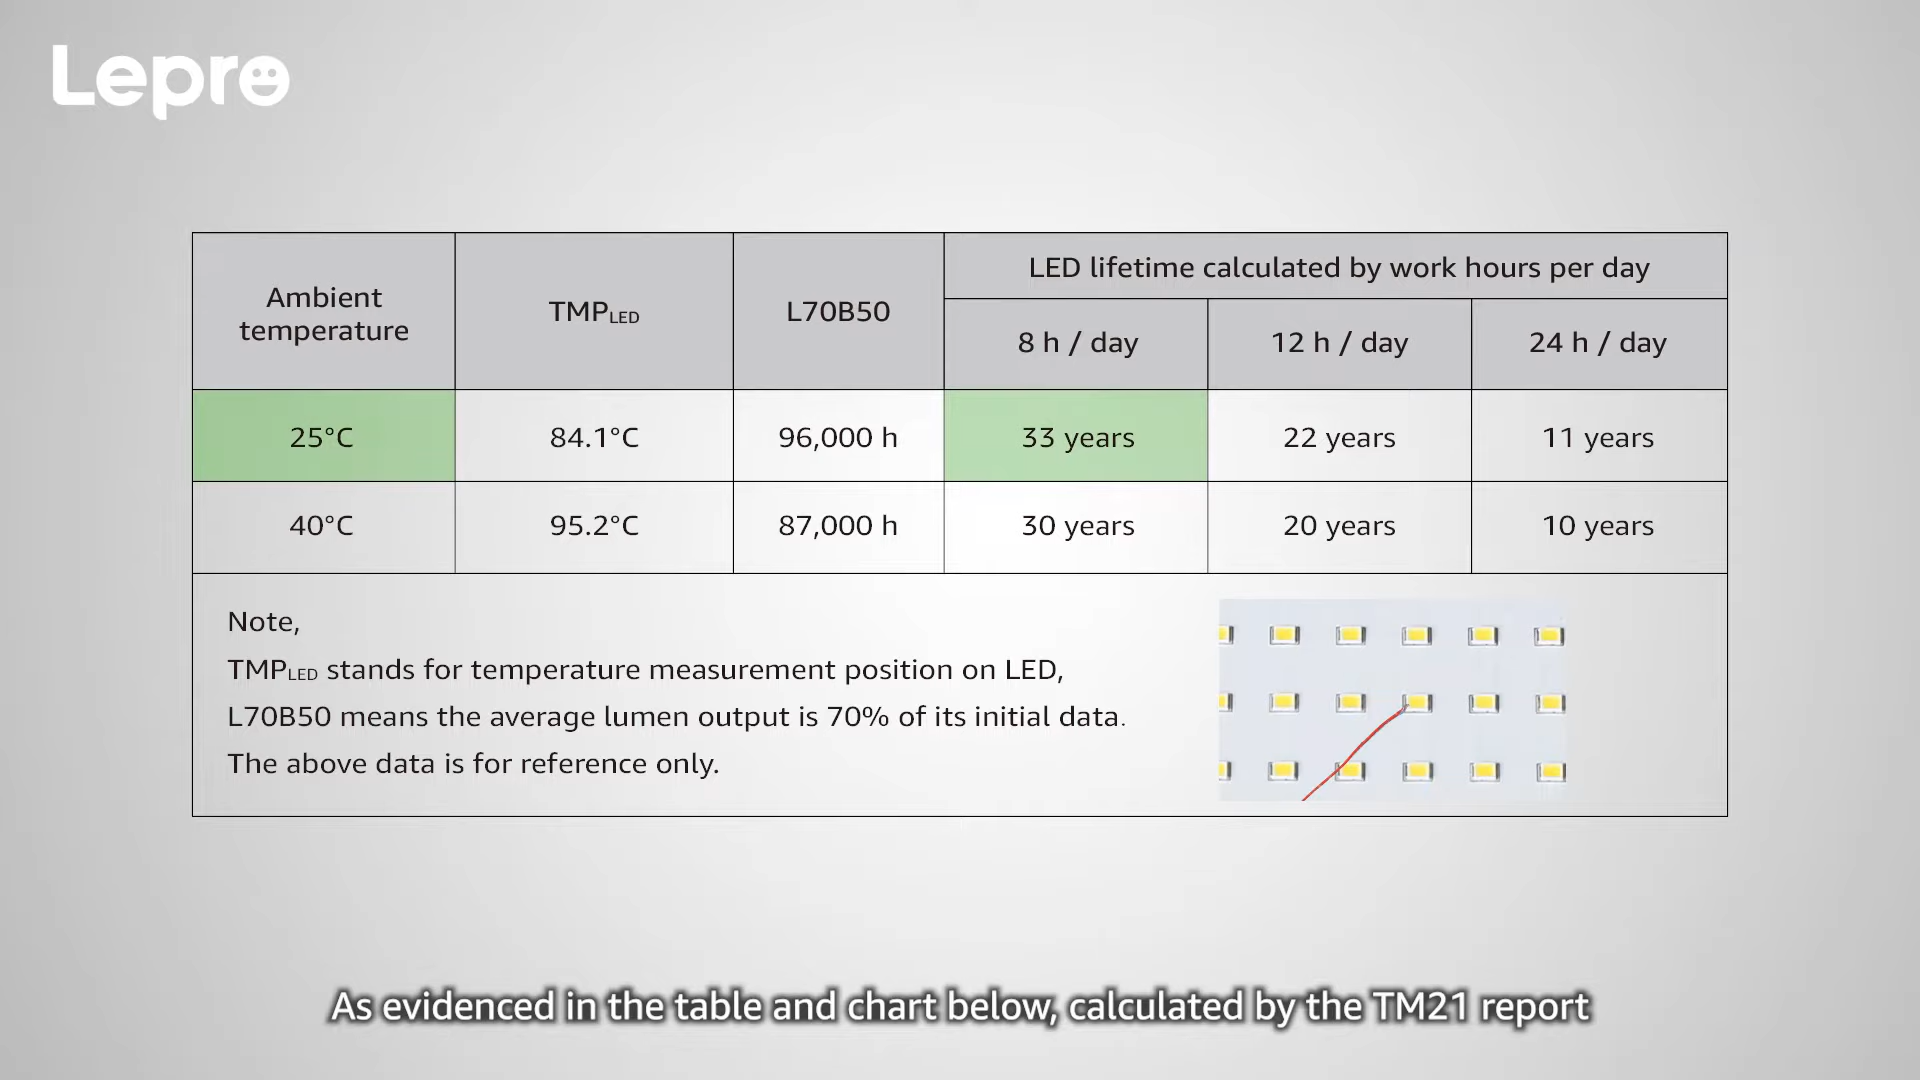 Lepro
Ambient
temperature
TMPLED
L70B50
LED lifetime calculated by work hours per day
8 h / day
12 h / day
24 h / day
25°C
84.1°C
96,000 h
33 years
22 years
11 years
40°C
95.2°C
87,000 h
30 years
20 years
10 years
Note,
TMPLED stands for temperature measurement position on LED,
L70B50 means the average lumen output is 70% of its initial data.
The above data is for reference only.
As evidenced in the table and chart below, calculated by the TM21 report